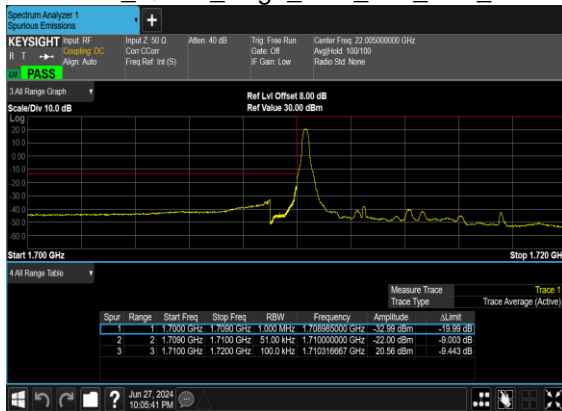 Spectrum Analyzer 1
Spurious Emissions
+
KEYSIGHT Input: RF Input Z: 50 Ω Atten: 40 dB Trig: Free Run Center Freq: 22.005000000 GHz
R T Coupling: DC Corr CCorr Gate: Off Avg|Hold: 100/100
Align: Auto Freq Ref: Int (S) IF Gain: Low Radio Std: None
PASS
3 All Range Graph
Ref Lvl Offset 8.00 dB
Scale/Div 10.0 dB Ref Value 30.00 dBm
Log
20.0
10.0
0.00
-10.0
-20.0
-30.0
-40.0
-50.0
-60.0
Start 1.700 GHz Stop 1.720 GH
4 All Range Table
Measure Trace Trace 1
Trace Type Trace Average (Active)
Spur Range Start Freq Stop Freq RBW Frequency Amplitude ΔLimit
1 1 1.7000 GHz 1.7090 GHz 1.000 MHz 1.708985000 GHz -32.99 dBm -19.99 dB
2 2 1.7090 GHz 1.7100 GHz 51.00 kHz 1.710000000 GHz -22.00 dBm -9.003 dB
3 3 1.7100 GHz 1.7200 GHz 100.0 kHz 1.710316667 GHz 20.56 dBm -9.443 dB
? Jun 27, 2024
10:05:41 PM